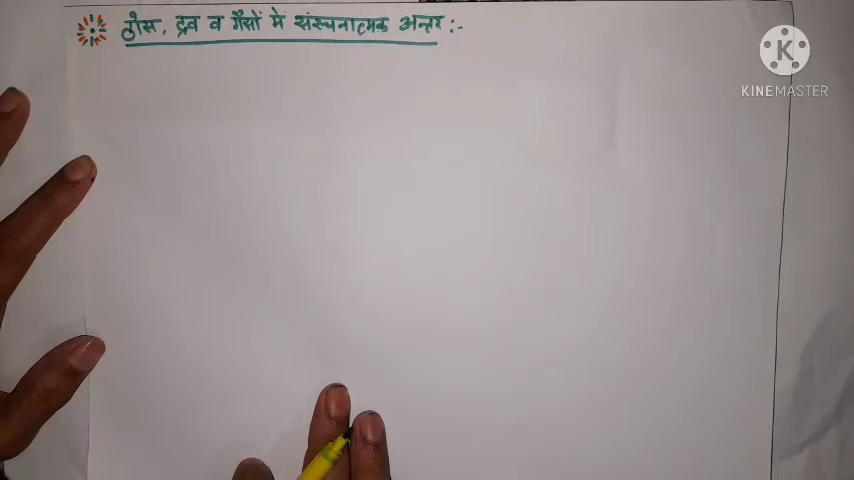 ठोस, द्रव व गैसों में संरचनात्मक अन्तर :-
K
KINEMASTER